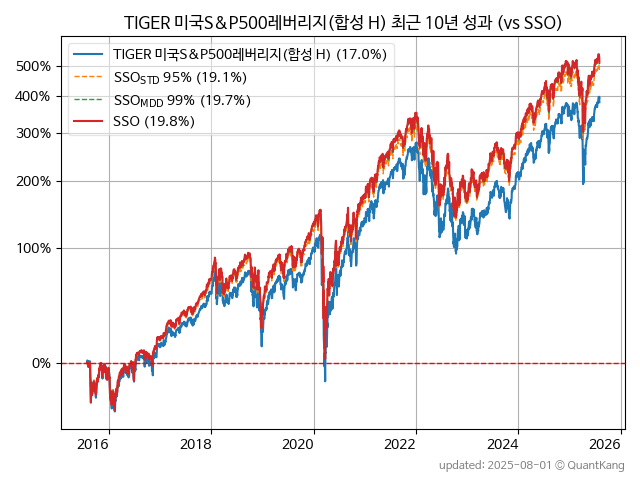 TIGER 미국S&P500레버리지(합성 H) 최근 10년 성과 (vs SSO)
TIGER 미국S&P500레버리지(합성 H) (17.0%)
SSO_STD 95% (19.1%)
SSO_MDD 99% (19.7%)
SSO (19.8%)
500%
400%
300%
200%
100%
0%
2016 2018 2020 2022 2024 2026
updated: 2025-08-01 © QuantKang